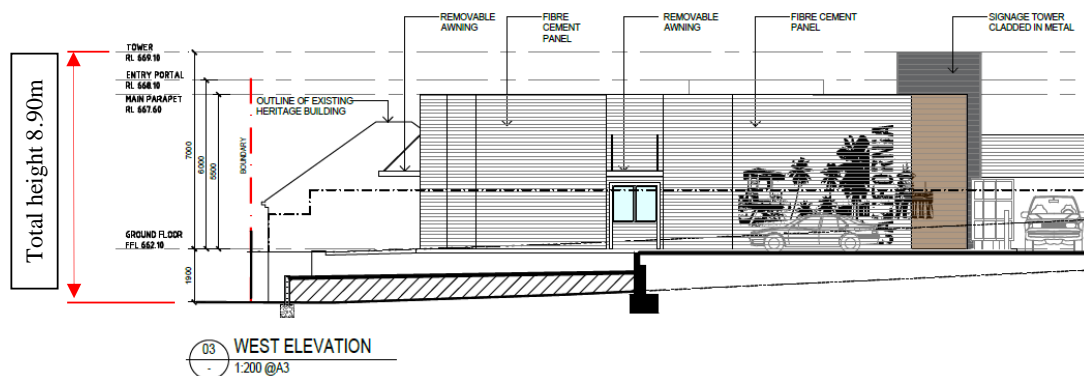 REMOVABLE
AWNING
FIBRE
CEMENT
PANEL
REMOVABLE
AWNING
FIBRE CEMENT
PANEL
SIGNAGE TOWER
CLADDED IN METAL
Total height 8.90m
TOWER
RL 669.10
ENTRY PORTAL
RL 668.10
MAIN PARAPET
RL 667.60
OUTLINE OF EXISTING
HERITAGE BUILDING
7000
6000
5500
BOUNDARY
CALIFORNIA
GROUND FLOOR
FFL 662.10
1900
03
-
WEST ELEVATION
1:200 @A3